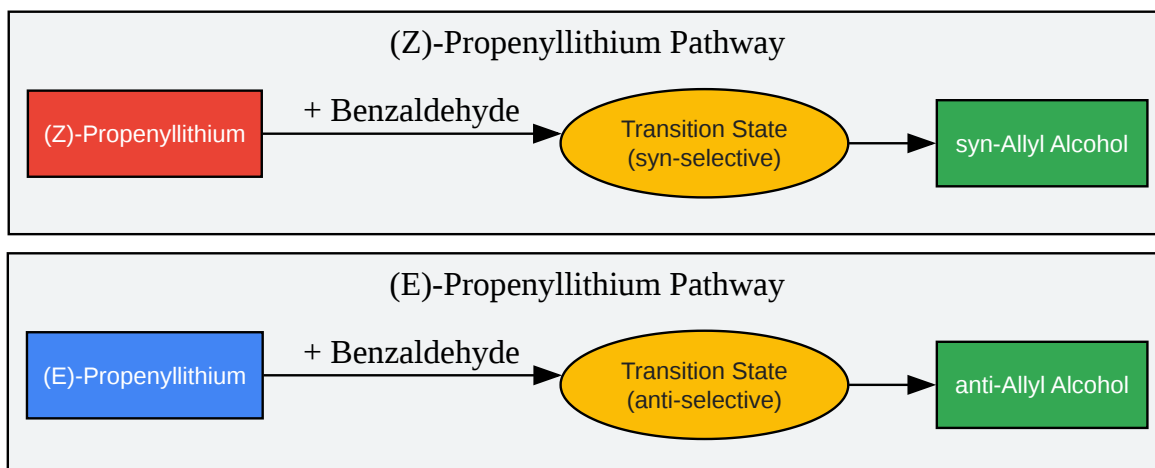 (Z)-Propenyllithium Pathway
(Z)-Propenyllithium
+ Benzaldehyde
Transition State
(syn-selective)
syn-Allyl Alcohol
(E)-Propenyllithium Pathway
(E)-Propenyllithium
+ Benzaldehyde
Transition State
(anti-selective)
anti-Allyl Alcohol